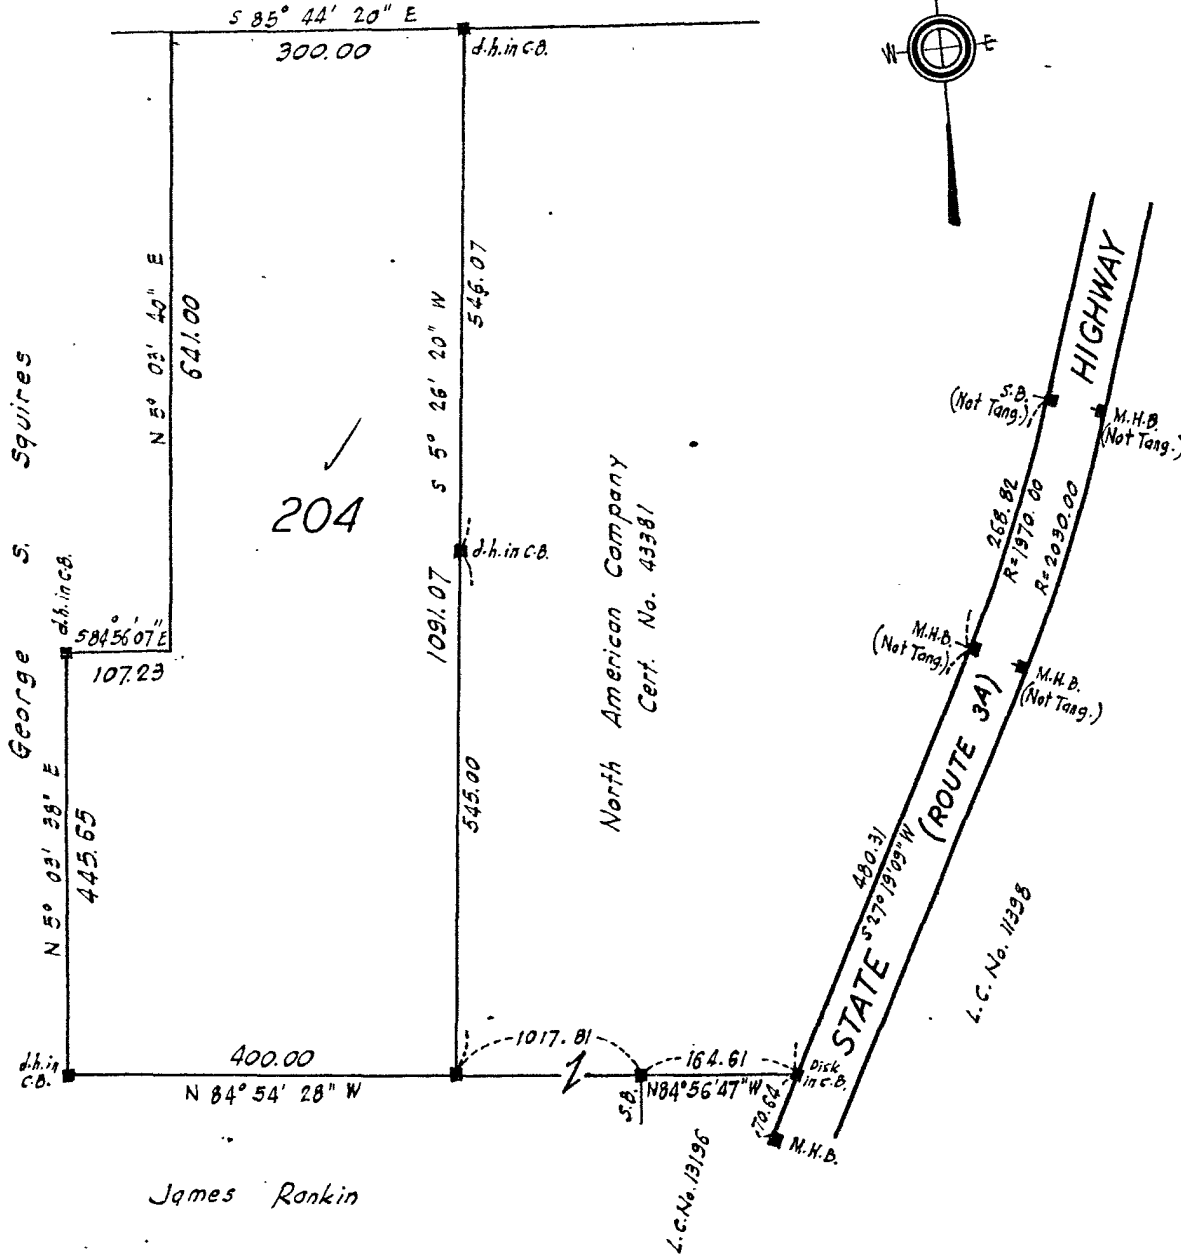 S 85° 44' 20" E
300.00
d.h. in C.B.
W
E
N 5° 03' 40" E
641.00
S 5° 26' 20" W
546.07
204
d.h. in C.B.
1091.07
545.00
George S. Squires
d.h. in C.B.
S84°56'07"E
107.23
N 5° 03' 38" E
445.65
d.h. in
C.B.
400.00
N 84° 54' 28" W
James Rankin
North American Company
Cert. No. 43381
1017.81
S.B.
164.61
N84°56'47"W
L.C. No. 13196
Disk
in C.B.
70.64
M.H.B.
STATE HIGHWAY
(ROUTE 3A)
480.31
S 27° 19' 09" W
L.C. No. 11398
M.H.B.
(Not Tang.)
M.H.B.
(Not Tang.)
268.82
R=1970.00
R=2030.00
S.B.
(Not Tang.)
M.H.B.
(Not Tang.)